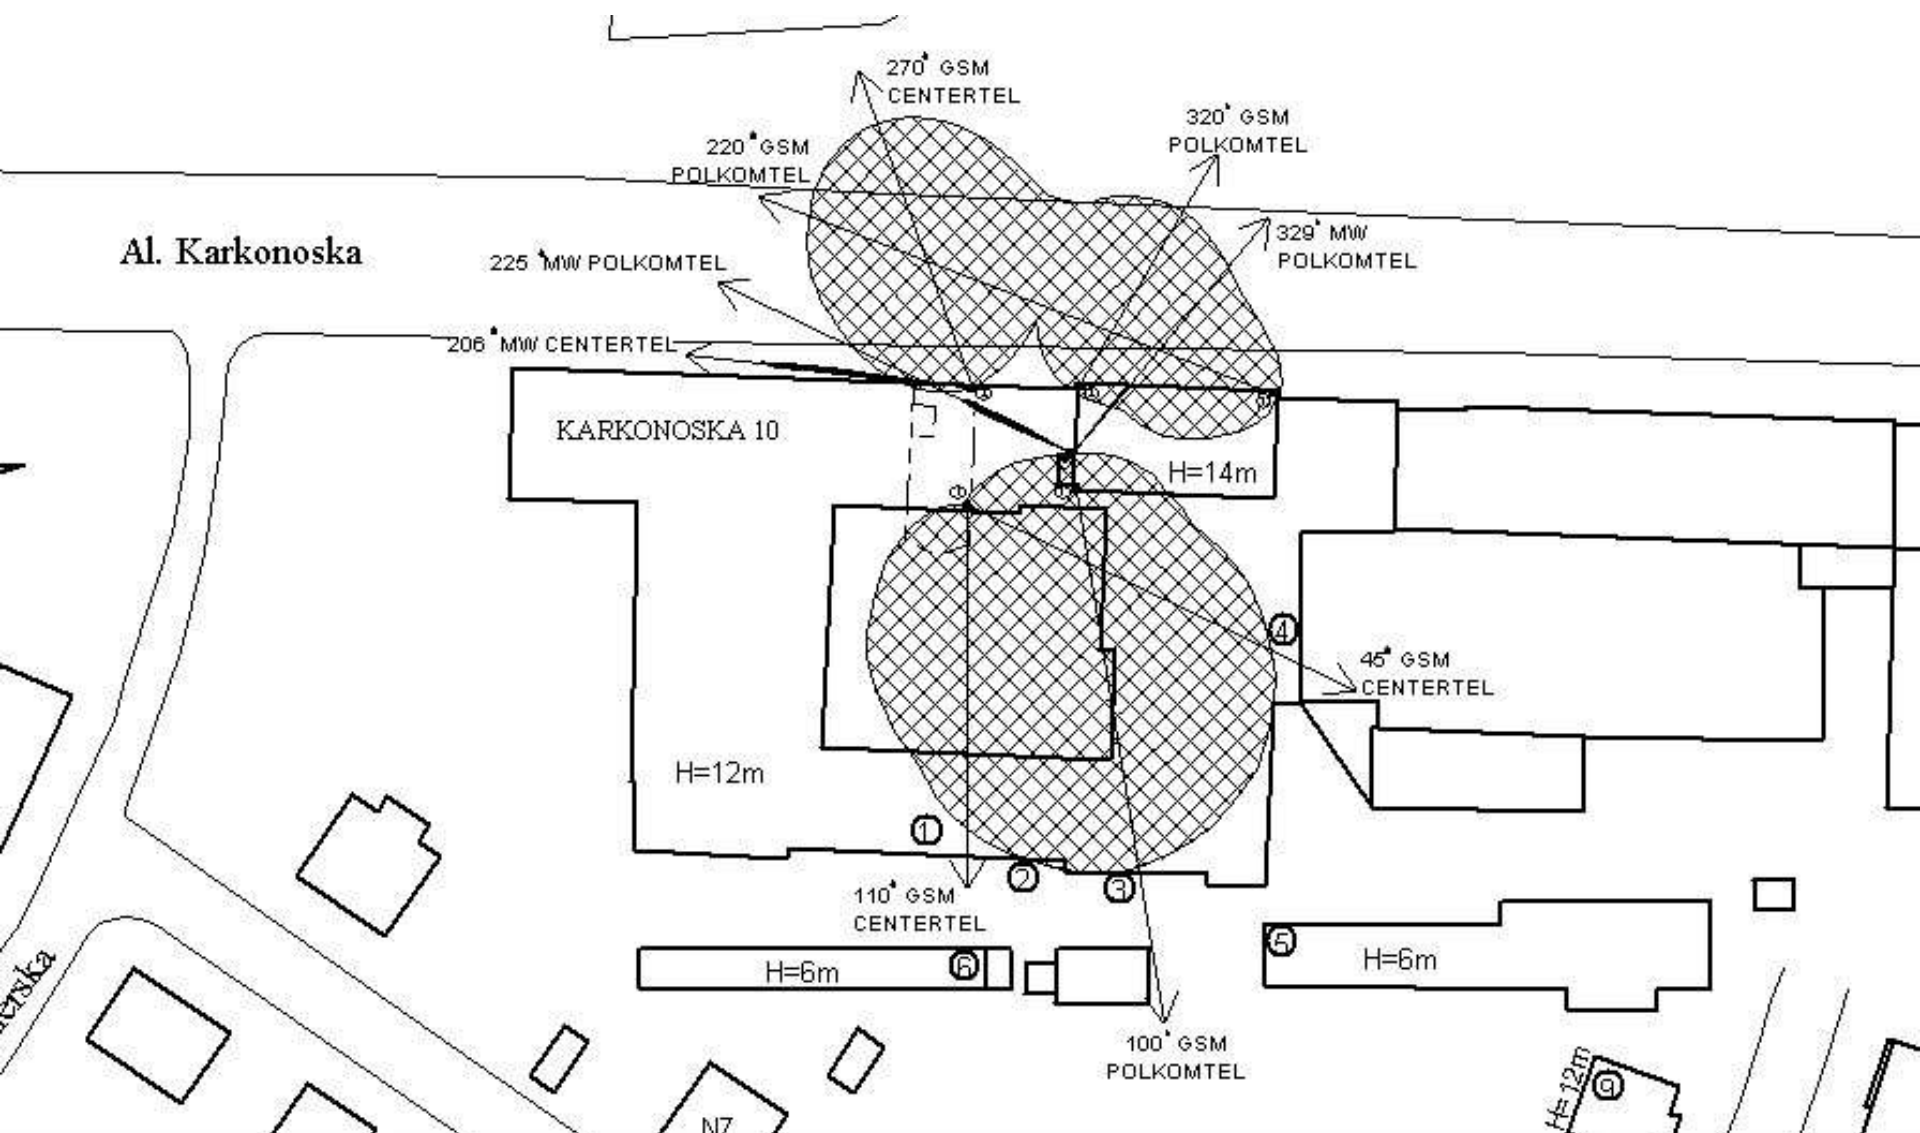 270° GSM
CENTERTEL
320° GSM
POLKOMTEL
220° GSM
POLKOMTEL
329° MW
POLKOMTEL
Al. Karkonoska
225° MW POLKOMTEL
206° MW CENTERTEL
KARKONOSKA 10
H=14m
4
45° GSM
CENTERTEL
H=12m
1
2
3
110° GSM
CENTERTEL
5
H=6m
6
H=6m
100° GSM
POLKOMTEL
H=12m
9